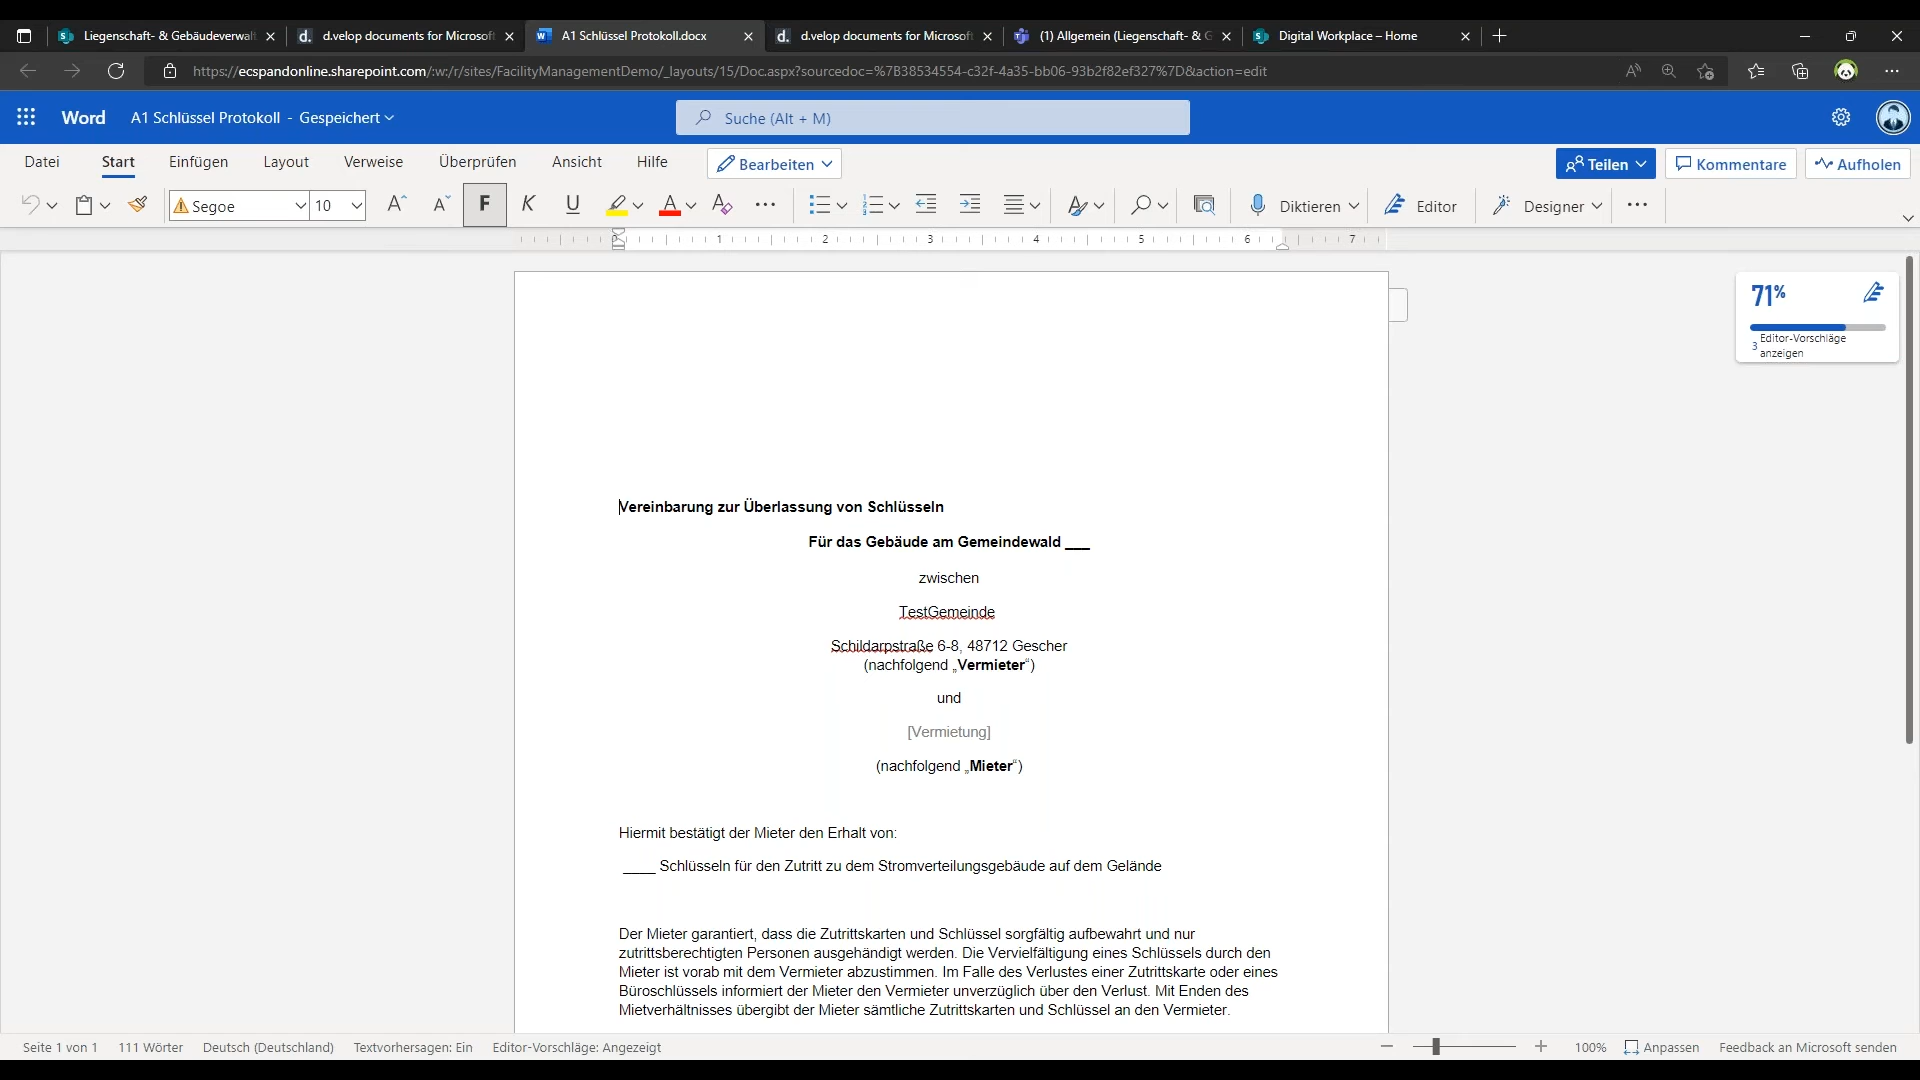 Liegenschaft- & Gebäudeverwalt
d.velop documents for Microsoft
A1 Schlüssel Protokoll.docx
d.velop documents for Microsoft
(1) Allgemein (Liegenschaft- & G
Digital Workplace – Home
https://ecspandonline.sharepoint.com/:w:/r/sites/FacilityManagementDemo/_layouts/15/Doc.aspx?sourcedoc=%7B38534554-c32f-4a35-bb06-93b2f82ef327%7D&action=edit
Word A1 Schlüssel Protokoll - Gespeichert
Suche (Alt + M)
Datei Start Einfügen Layout Verweise Überprüfen Ansicht Hilfe Bearbeiten Teilen Kommentare Aufholen
Segoe 10 F K U A Diktieren Editor Designer
1 2 3 4 5 6 7
71%
3 Editor-Vorschläge
anzeigen
Vereinbarung zur Überlassung von Schlüsseln
Für das Gebäude am Gemeindewald ___
zwischen
TestGemeinde
Schildarpstraße 6-8, 48712 Gescher
(nachfolgend „Vermieter“)
und
[Vermietung]
(nachfolgend „Mieter“)
Hiermit bestätigt der Mieter den Erhalt von:
____ Schlüsseln für den Zutritt zu dem Stromverteilungsgebäude auf dem Gelände
Der Mieter garantiert, dass die Zutrittskarten und Schlüssel sorgfältig aufbewahrt und nur
zutrittsberechtigten Personen ausgehändigt werden. Die Vervielfältigung eines Schlüssels durch den
Mieter ist vorab mit dem Vermieter abzustimmen. Im Falle des Verlustes einer Zutrittskarte oder eines
Büroschlüssels informiert der Mieter den Vermieter unverzüglich über den Verlust. Mit Enden des
Mietverhältnisses übergibt der Mieter sämtliche Zutrittskarten und Schlüssel an den Vermieter.
Seite 1 von 1 111 Wörter Deutsch (Deutschland) Textvorhersagen: Ein Editor-Vorschläge: Angezeigt 100% Anpassen Feedback an Microsoft senden